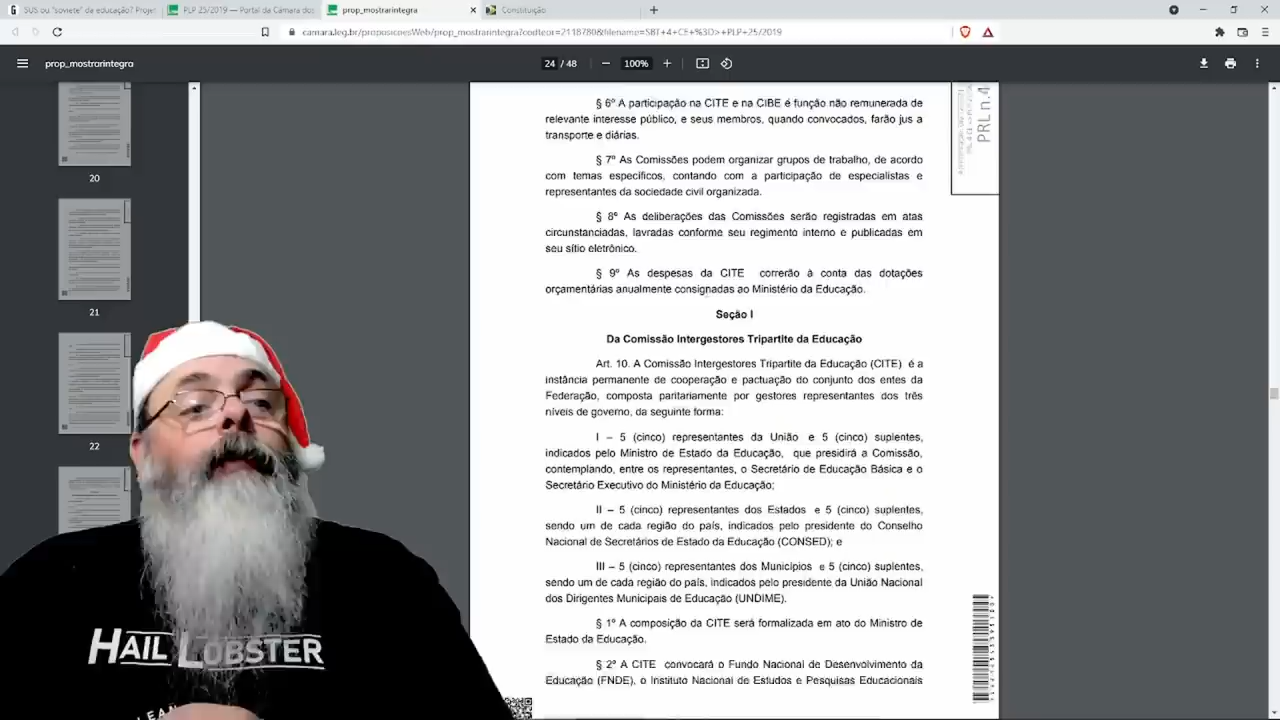 SUS ou "soviete" da educação? Projet
PLP 25/2019 — Portal da Câmara dos
prop_mostrarintegra
Constituição
camara.leg.br/proposicoesWeb/prop_mostrarintegra?codteor=2118780&filename=SBT+4+CE+%3D>+PLP+25/2019
prop_mostrarintegra
24 / 48
100%
20
21
22
PRL n.4
§ 6º A participação na CITE e na CIBE é função não remunerada de
relevante interesse público, e seus membros, quando convocados, farão jus a
transporte e diárias.
§ 7º As Comissões podem organizar grupos de trabalho, de acordo
com temas específicos, contando com a participação de especialistas e
representantes da sociedade civil organizada.
§ 8º As deliberações das Comissões serão registradas em atas
circunstanciadas, lavradas conforme seu regimento interno e publicadas em
seu sítio eletrônico.
§ 9º As despesas da CITE correrão à conta das dotações
orçamentárias anualmente consignadas ao Ministério da Educação.
Seção I
Da Comissão Intergestores Tripartite da Educação
Art. 10. A Comissão Intergestores Tripartite da Educação (CITE) é a
instância permanente de cooperação e pactuação do conjunto dos entes da
Federação, composta paritariamente por gestores representantes dos três
níveis de governo, da seguinte forma:
I – 5 (cinco) representantes da União e 5 (cinco) suplentes,
indicados pelo Ministro de Estado da Educação, que presidirá a Comissão,
contemplando, entre os representantes, o Secretário de Educação Básica e o
Secretário Executivo do Ministério da Educação;
II – 5 (cinco) representantes dos Estados e 5 (cinco) suplentes,
sendo um de cada região do país, indicados pelo presidente do Conselho
Nacional de Secretários de Estado da Educação (CONSED); e
III – 5 (cinco) representantes dos Municípios e 5 (cinco) suplentes,
sendo um de cada região do país, indicados pelo presidente da União Nacional
dos Dirigentes Municipais de Educação (UNDIME).
§ 1º A composição da CITE será formalizada em ato do Ministro de
Estado da Educação.
§ 2º A CITE convocará o Fundo Nacional de Desenvolvimento da
Educação (FNDE), o Instituto Nacional de Estudos e Pesquisas Educacionais
AIL LOBSTER